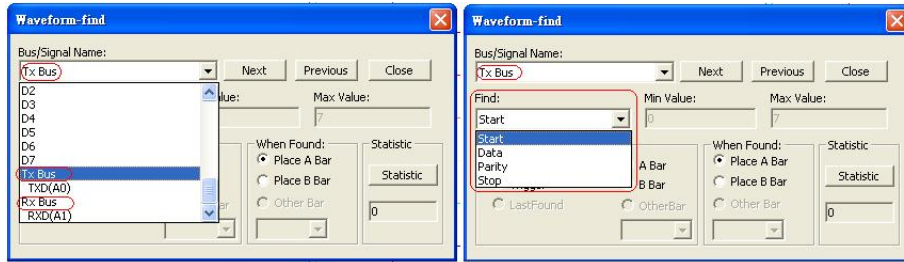 Waveform-find
Bus/Signal Name:
Tx Bus
Next
Previous
Close
D2
D3
D4
D5
D6
D7
Tx Bus
TXD(A0)
Rx Bus
RXD(A1)
Max Value:
7
When Found:
Place A Bar
Place B Bar
Other Bar
Statistic
Statistic
0
Waveform-find
Bus/Signal Name:
Tx Bus
Next
Previous
Close
Find:
Min Value:
Max Value:
Start
0
7
Start
Data
Parity
Stop
A Bar
B Bar
LastFound
OtherBar
When Found:
Place A Bar
Place B Bar
Other Bar
Statistic
Statistic
0